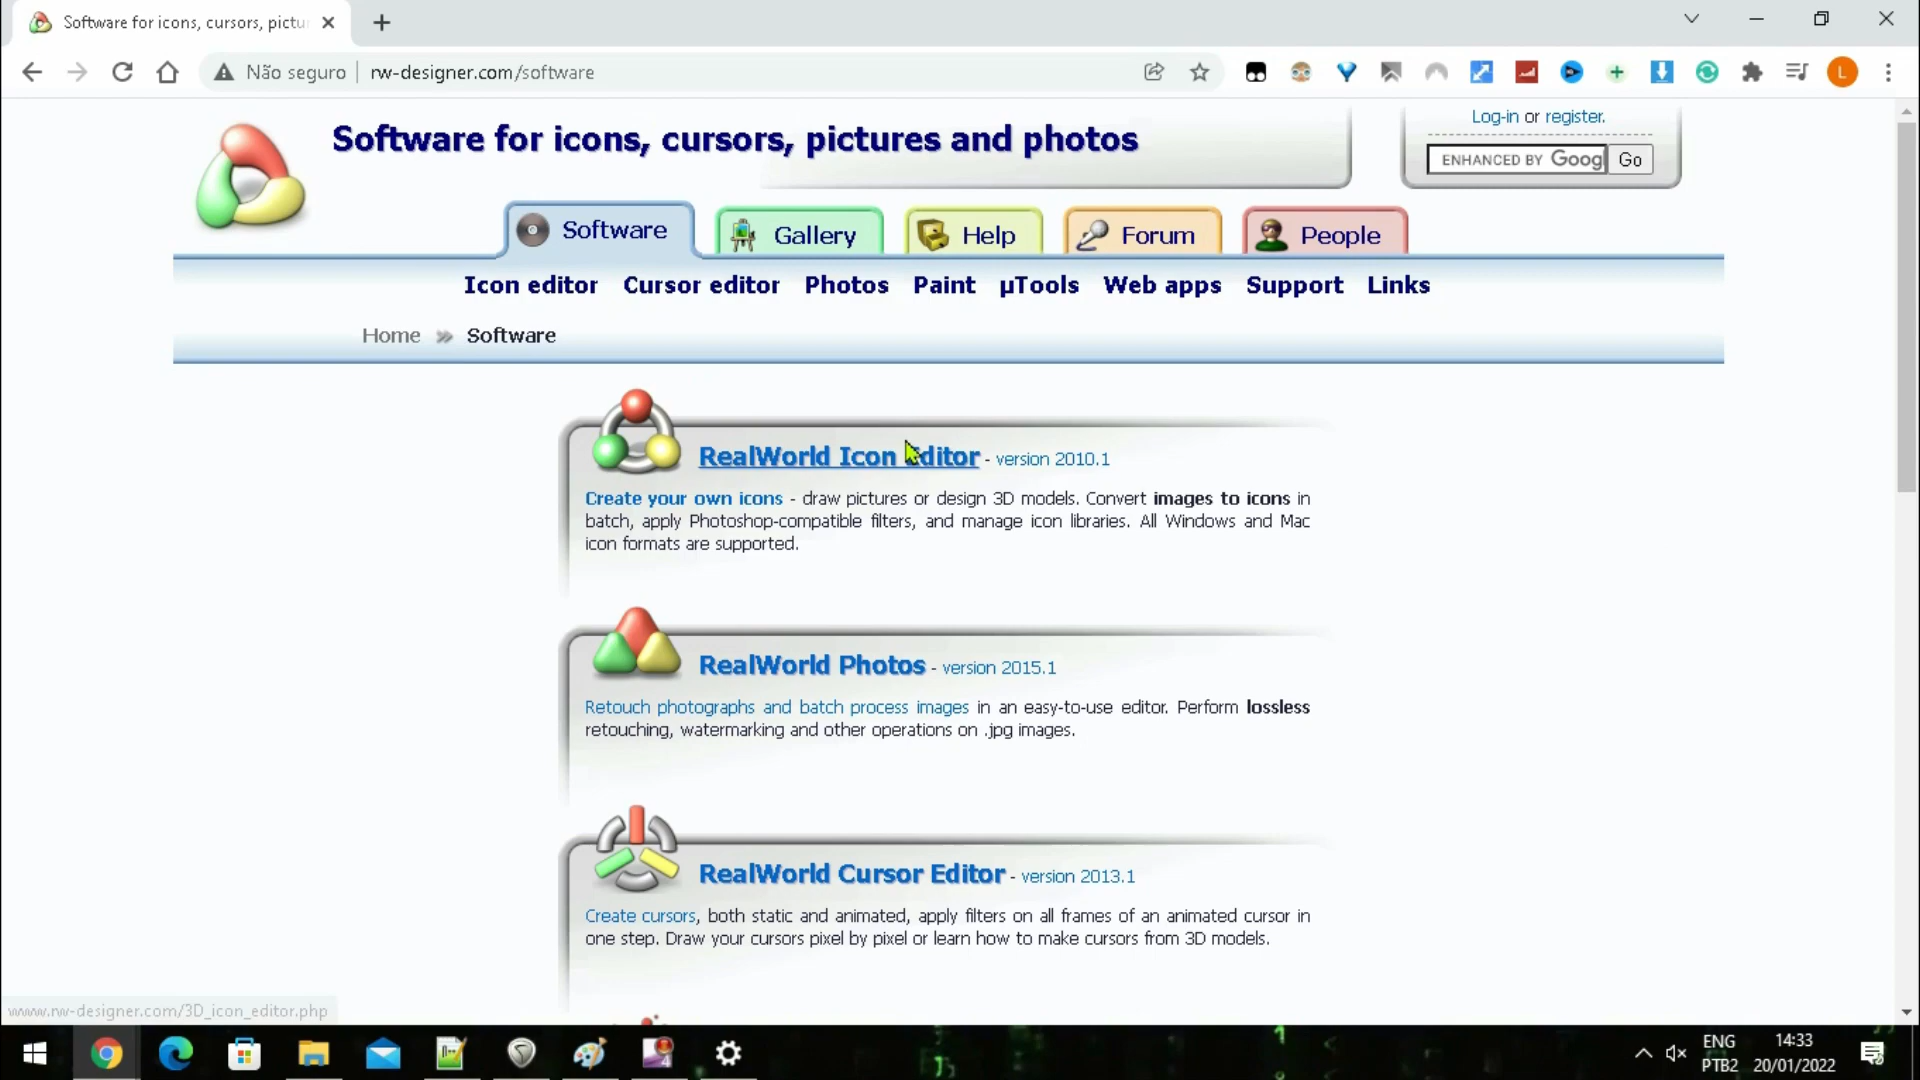 Software for icons, cursors, pictu
Não seguro
rw-designer.com/software
L
Software for icons, cursors, pictures and photos
Log-in or register.
ENHANCED BY Goog
Go
Software
Gallery
Help
Forum
People
Icon editor
Cursor editor
Photos
Paint
µTools
Web apps
Support
Links
Home
Software
RealWorld Icon Editor - version 2010.1
Create your own icons - draw pictures or design 3D models. Convert images to icons in
batch, apply Photoshop-compatible filters, and manage icon libraries. All Windows and Mac
icon formats are supported.
RealWorld Photos - version 2015.1
Retouch photographs and batch process images in an easy-to-use editor. Perform lossless
retouching, watermarking and other operations on .jpg images.
RealWorld Cursor Editor - version 2013.1
Create cursors, both static and animated, apply filters on all frames of an animated cursor in
one step. Draw your cursors pixel by pixel or learn how to make cursors from 3D models.
www.rw-designer.com/3D_icon_editor.php
4
ENG
PTB2
14:33
20/01/2022